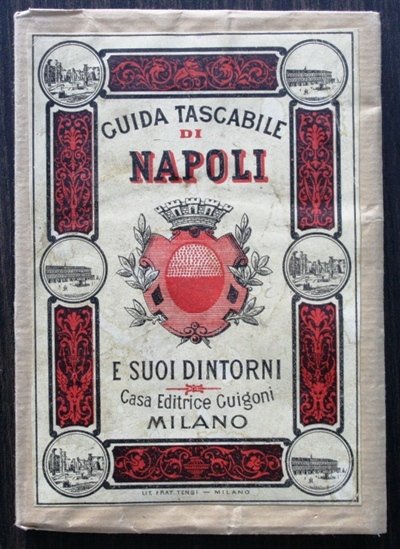 GUIDA TASCABILE
DI
NAPOLI
E SUOI DINTORNI
Casa Editrice Guigoni
MILANO
LIT. FRAT. TENSI — MILANO